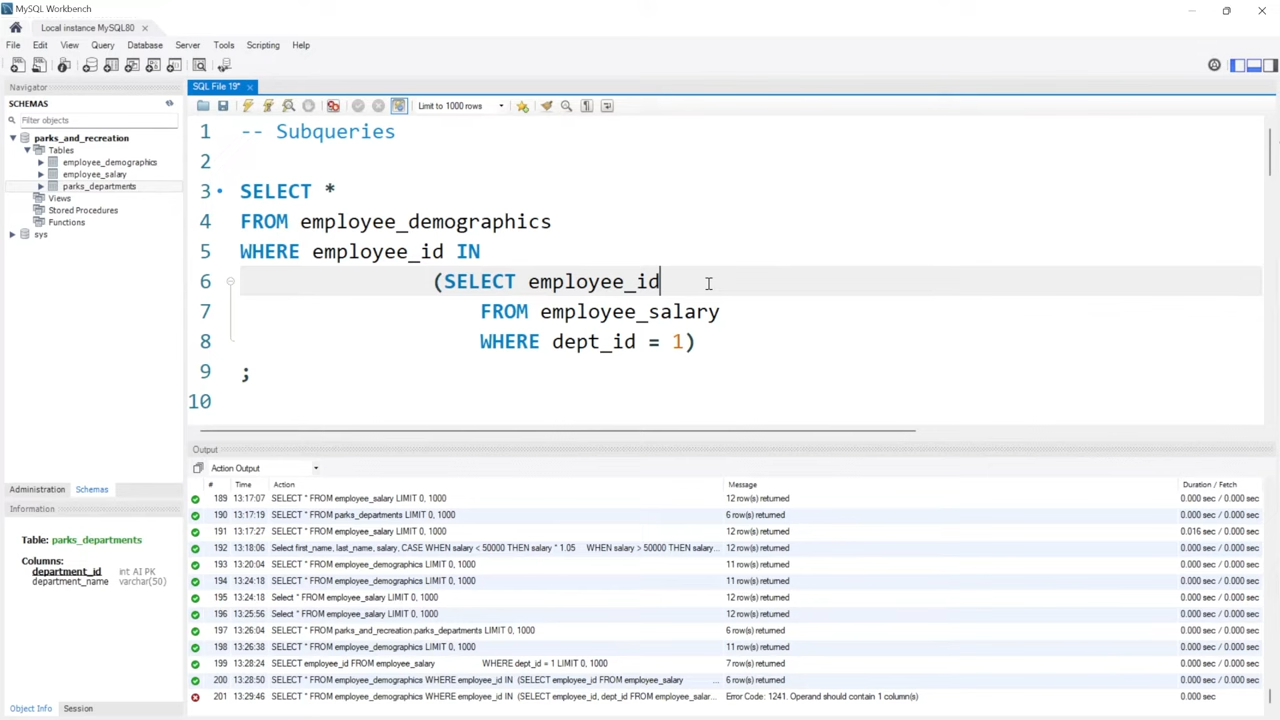 MySQL Workbench
Local instance MySQL80
File Edit View Query Database Server Tools Scripting Help
Navigator
SCHEMAS
Filter objects
parks_and_recreation
Tables
employee_demographics
employee_salary
parks_departments
Views
Stored Procedures
Functions
sys
Administration Schemas
Information
Table: parks_departments
Columns:
department_id int AI PK
department_name varchar(50)
Object Info Session
SQL File 19*
Limit to 1000 rows
1 -- Subqueries
2
3 SELECT *
4 FROM employee_demographics
5 WHERE employee_id IN
6 (SELECT employee_id
7 FROM employee_salary
8 WHERE dept_id = 1)
9 ;
10
Output
Action Output
# Time Action Message Duration / Fetch
189 13:17:07 SELECT * FROM employee_salary LIMIT 0, 1000 12 row(s) returned 0.000 sec / 0.000 sec
190 13:17:19 SELECT * FROM parks_departments LIMIT 0, 1000 6 row(s) returned 0.000 sec / 0.000 sec
191 13:17:27 SELECT * FROM employee_salary LIMIT 0, 1000 12 row(s) returned 0.016 sec / 0.000 sec
192 13:18:06 Select first_name, last_name, salary, CASE WHEN salary < 50000 THEN salary * 1.05 WHEN salary > 50000 THEN salary... 12 row(s) returned 0.000 sec / 0.000 sec
193 13:20:04 SELECT * FROM employee_demographics LIMIT 0, 1000 11 row(s) returned 0.000 sec / 0.000 sec
194 13:24:18 SELECT * FROM employee_demographics LIMIT 0, 1000 11 row(s) returned 0.000 sec / 0.000 sec
195 13:24:18 Select * FROM employee_salary LIMIT 0, 1000 12 row(s) returned 0.000 sec / 0.000 sec
196 13:25:56 Select * FROM employee_salary LIMIT 0, 1000 12 row(s) returned 0.000 sec / 0.000 sec
197 13:26:04 SELECT * FROM parks_and_recreation.parks_departments LIMIT 0, 1000 6 row(s) returned 0.000 sec / 0.000 sec
198 13:26:38 SELECT * FROM employee_demographics LIMIT 0, 1000 11 row(s) returned 0.000 sec / 0.000 sec
199 13:28:24 SELECT employee_id FROM employee_salary WHERE dept_id = 1 LIMIT 0, 1000 7 row(s) returned 0.000 sec / 0.000 sec
200 13:28:50 SELECT * FROM employee_demographics WHERE employee_id IN (SELECT employee_id FROM employee_salary ... 6 row(s) returned 0.000 sec / 0.000 sec
201 13:29:46 SELECT * FROM employee_demographics WHERE employee_id IN (SELECT employee_id, dept_id FROM employee_salar... Error Code: 1241. Operand should contain 1 column(s) 0.000 sec